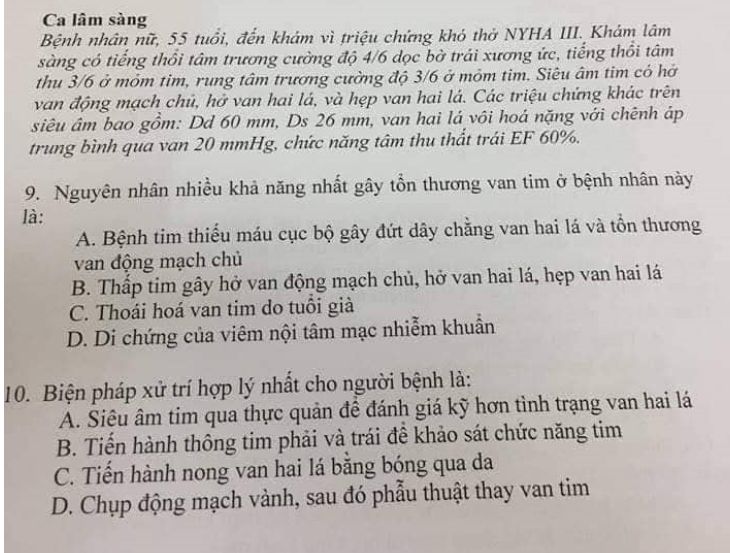 Ca lâm sàng
Bệnh nhân nữ, 55 tuổi, đến khám vì triệu chứng khó thở NYHA III. Khám lâm
sàng có tiếng thổi tâm trương cường độ 4/6 dọc bờ trái xương ức, tiếng thổi tâm
thu 3/6 ở mỏm tim, rung tâm trương cường độ 3/6 ở mỏm tim. Siêu âm tim có hở
van động mạch chủ, hở van hai lá, và hẹp van hai lá. Các triệu chứng khác trên
siêu âm bao gồm: Dd 60 mm, Ds 26 mm, van hai lá vôi hoá nặng với chênh áp
trung bình qua van 20 mmHg, chức năng tâm thu thất trái EF 60%.
9. Nguyên nhân nhiều khả năng nhất gây tổn thương van tim ở bệnh nhân này
là:
A. Bệnh tim thiếu máu cục bộ gây đứt dây chằng van hai lá và tổn thương
van động mạch chủ
B. Thấp tim gây hở van động mạch chủ, hở van hai lá, hẹp van hai lá
C. Thoái hoá van tim do tuổi già
D. Di chứng của viêm nội tâm mạc nhiễm khuẩn
10. Biện pháp xử trí hợp lý nhất cho người bệnh là:
A. Siêu âm tim qua thực quản để đánh giá kỹ hơn tình trạng van hai lá
B. Tiến hành thông tim phải và trái để khảo sát chức năng tim
C. Tiến hành nong van hai lá bằng bóng qua da
D. Chụp động mạch vành, sau đó phẫu thuật thay van tim